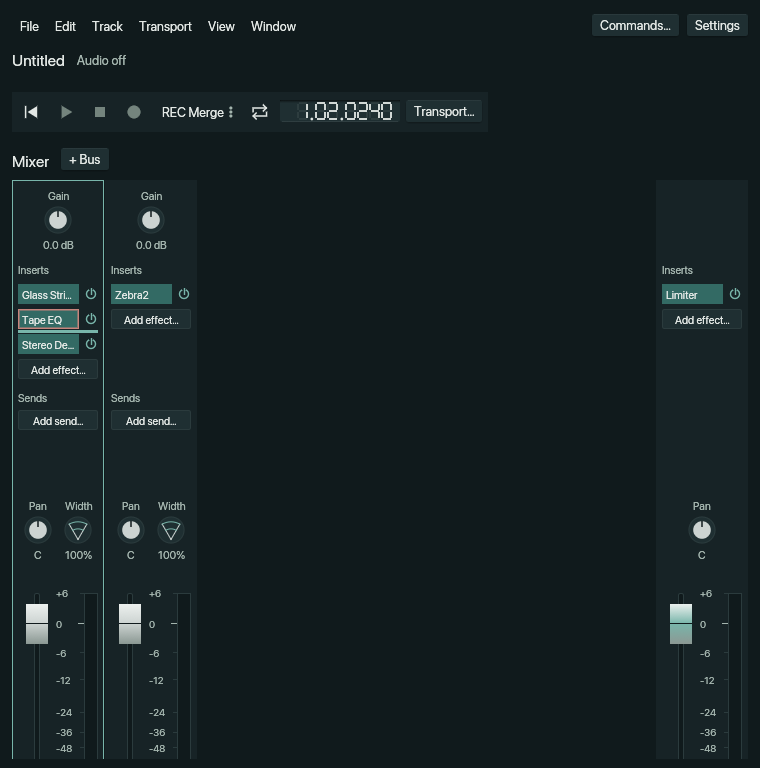 File Edit Track Transport View Window Commands... Settings
Untitled Audio off
REC Merge 1.02.0240 Transport...
Mixer + Bus
Gain Gain
0.0 dB 0.0 dB
Inserts Inserts Inserts
Glass Stri... Zebra2 Limiter
Tape EQ Add effect... Add effect...
Stereo De...
Add effect...
Sends Sends
Add send... Add send...
Pan Width Pan Width Pan
C 100% C 100% C
+6 +6 +6
0 0 0
-6 -6 -6
-12 -12 -12
-24 -24 -24
-36 -36 -36
-48 -48 -48